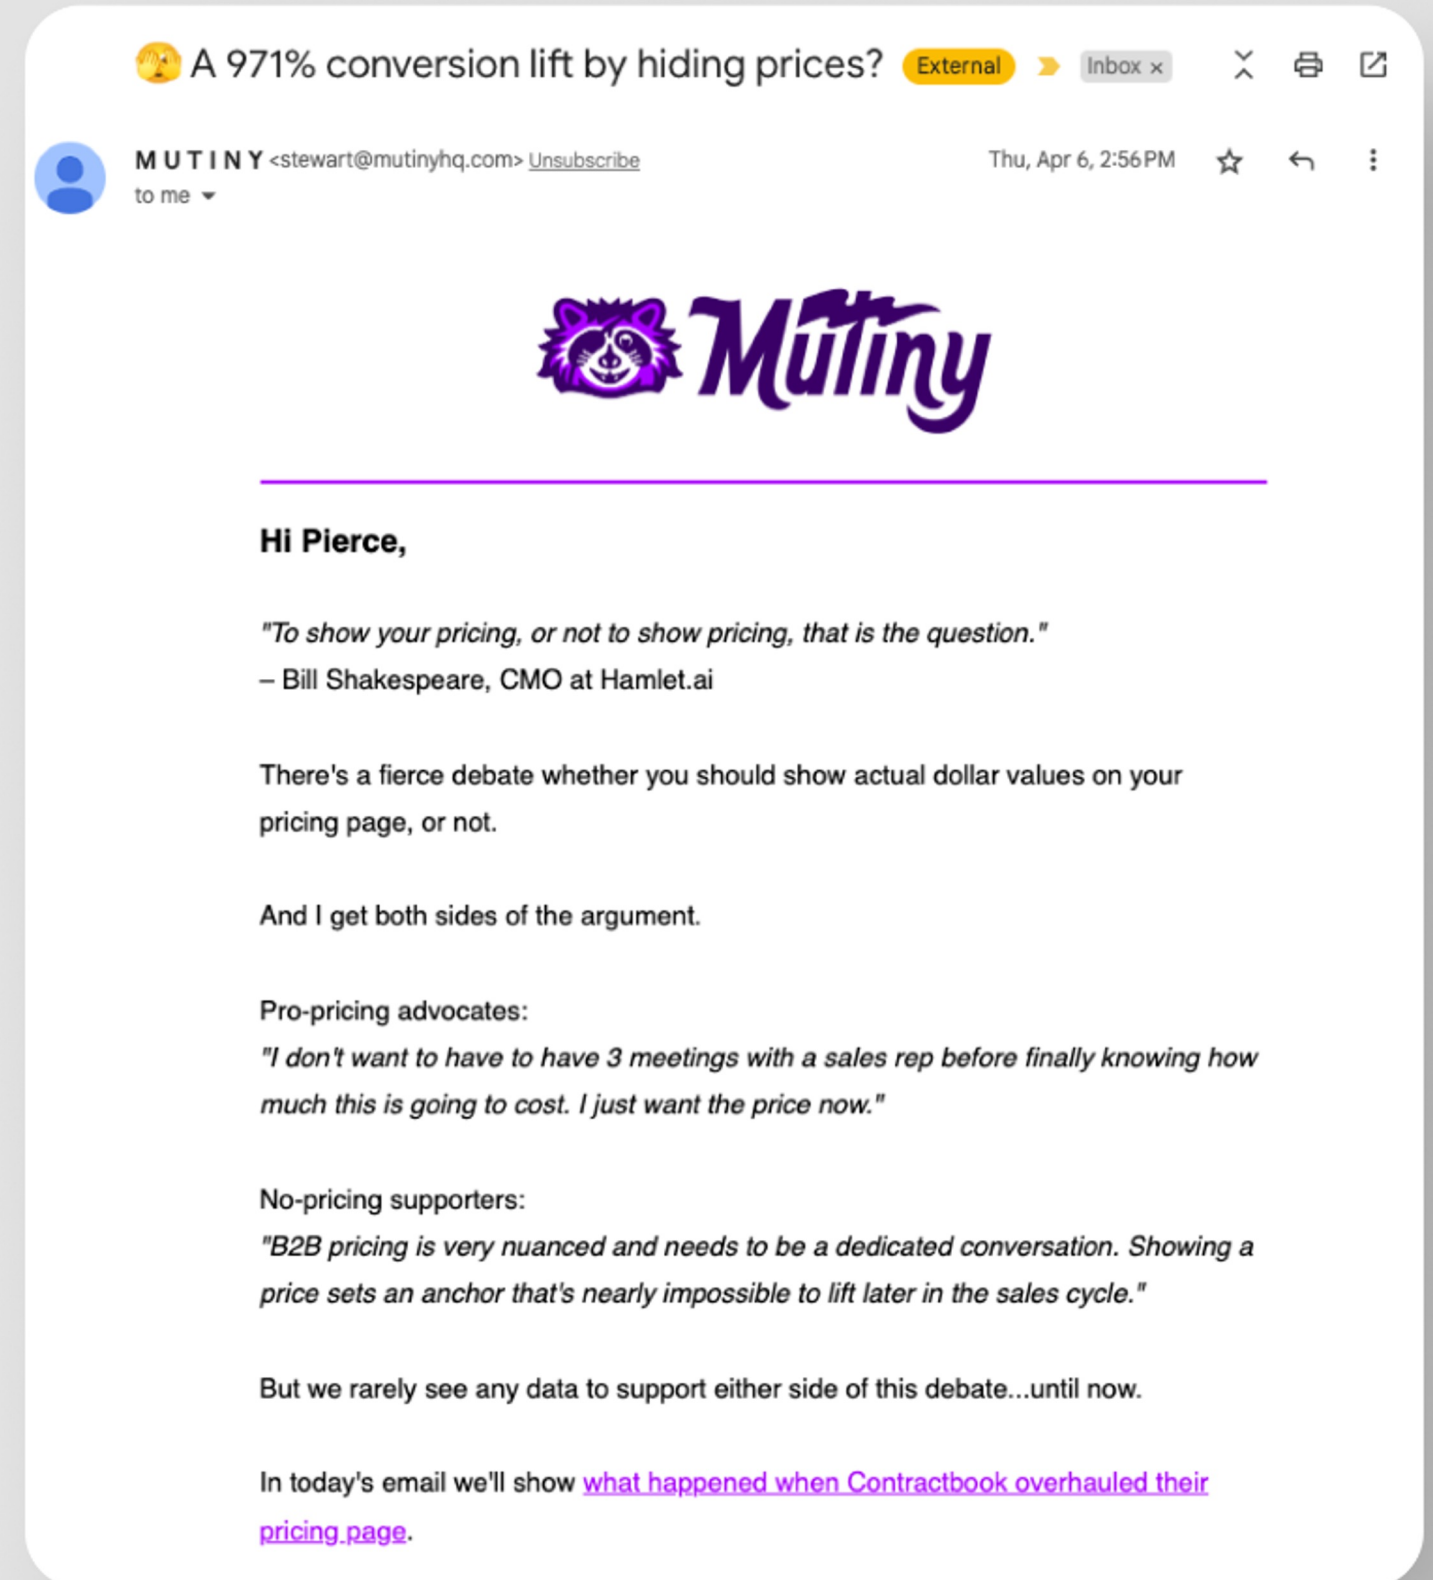 🫣 A 971% conversion lift by hiding prices? External Inbox ×
M U T I N Y <stewart@mutinyhq.com> Unsubscribe Thu, Apr 6, 2:56 PM
to me
Mutiny
Hi Pierce,
"To show your pricing, or not to show pricing, that is the question."
– Bill Shakespeare, CMO at Hamlet.ai
There's a fierce debate whether you should show actual dollar values on your
pricing page, or not.
And I get both sides of the argument.
Pro-pricing advocates:
"I don't want to have to have 3 meetings with a sales rep before finally knowing how
much this is going to cost. I just want the price now."
No-pricing supporters:
"B2B pricing is very nuanced and needs to be a dedicated conversation. Showing a
price sets an anchor that's nearly impossible to lift later in the sales cycle."
But we rarely see any data to support either side of this debate...until now.
In today's email we'll show what happened when Contractbook overhauled their
pricing page.